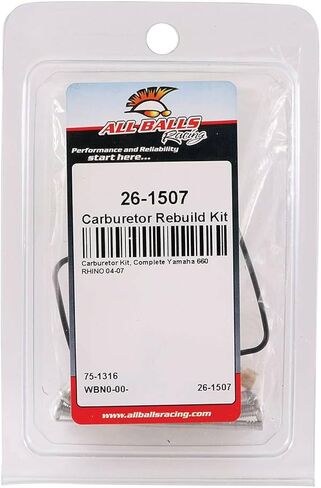 ALL BALLS
Racing
Performance and Reliability
start here...
26-1507
Carburetor Rebuild Kit
Carburetor Kit, Complete Yamaha 660
RHINO 04-07
75-1316
WBN0-00-
26-1507
www.allballsracing.com